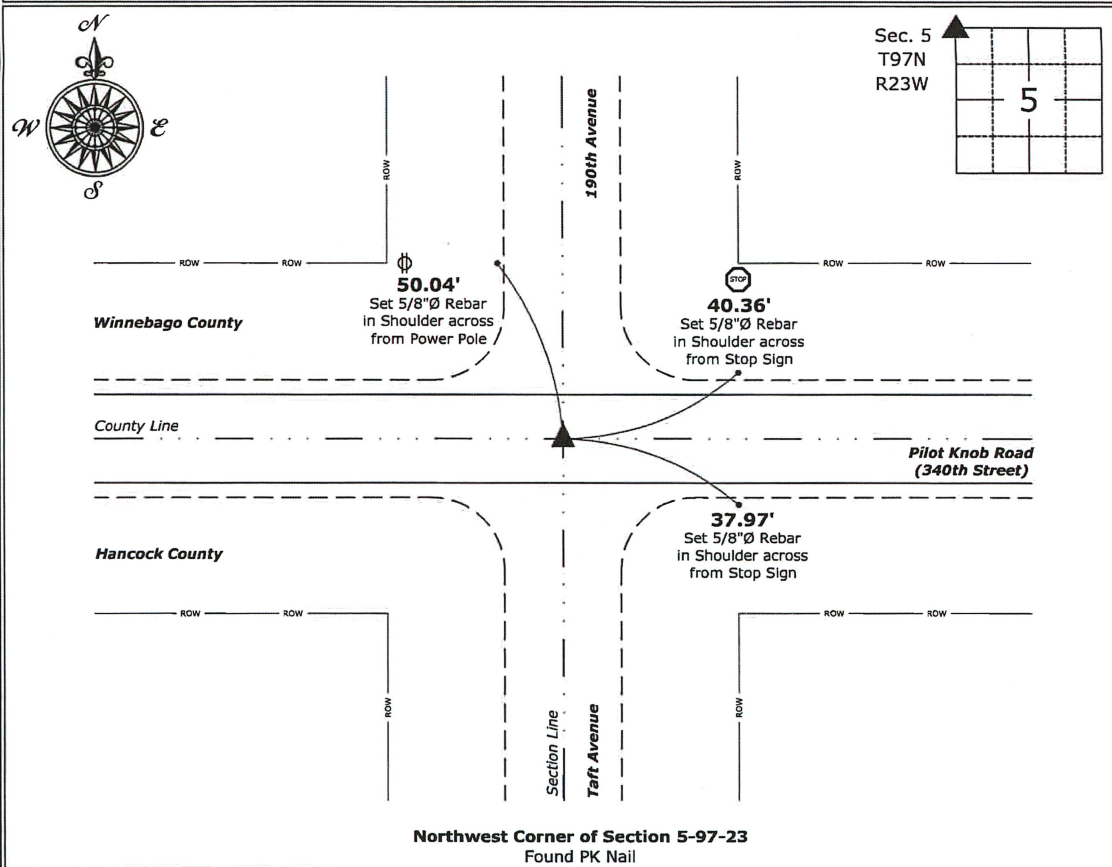 N
W E
S
Sec. 5
T97N
R23W
5
190th Avenue
ROW
ROW
ROW ROW
ROW ROW
50.04'
Set 5/8"Ø Rebar
in Shoulder across
from Power Pole
STOP
40.36'
Set 5/8"Ø Rebar
in Shoulder across
from Stop Sign
Winnebago County
County Line
Pilot Knob Road
(340th Street)
37.97'
Set 5/8"Ø Rebar
in Shoulder across
from Stop Sign
Hancock County
ROW ROW
ROW ROW
ROW
ROW
Section Line
Taft Avenue
Northwest Corner of Section 5-97-23
Found PK Nail